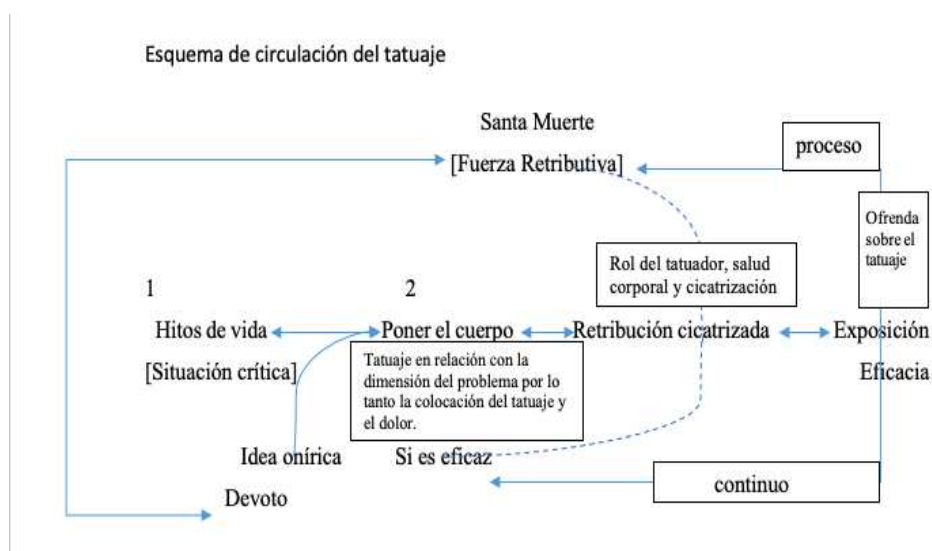 Esquema de circulación del tatuaje
Santa Muerte
[Fuerza Retributiva]
proceso
Ofrenda
sobre el
tatuaje
Rol del tatuador, salud
corporal y cicatrización
1
2
Hitos de vida
Poner el cuerpo
Retribución cicatrizada
Exposición
[Situación crítica]
Eficacia
Tatuaje en relación con la
dimensión del problema por lo
tanto la colocación del tatuaje y
el dolor.
Idea onírica
Si es eficaz
Devoto
continuo